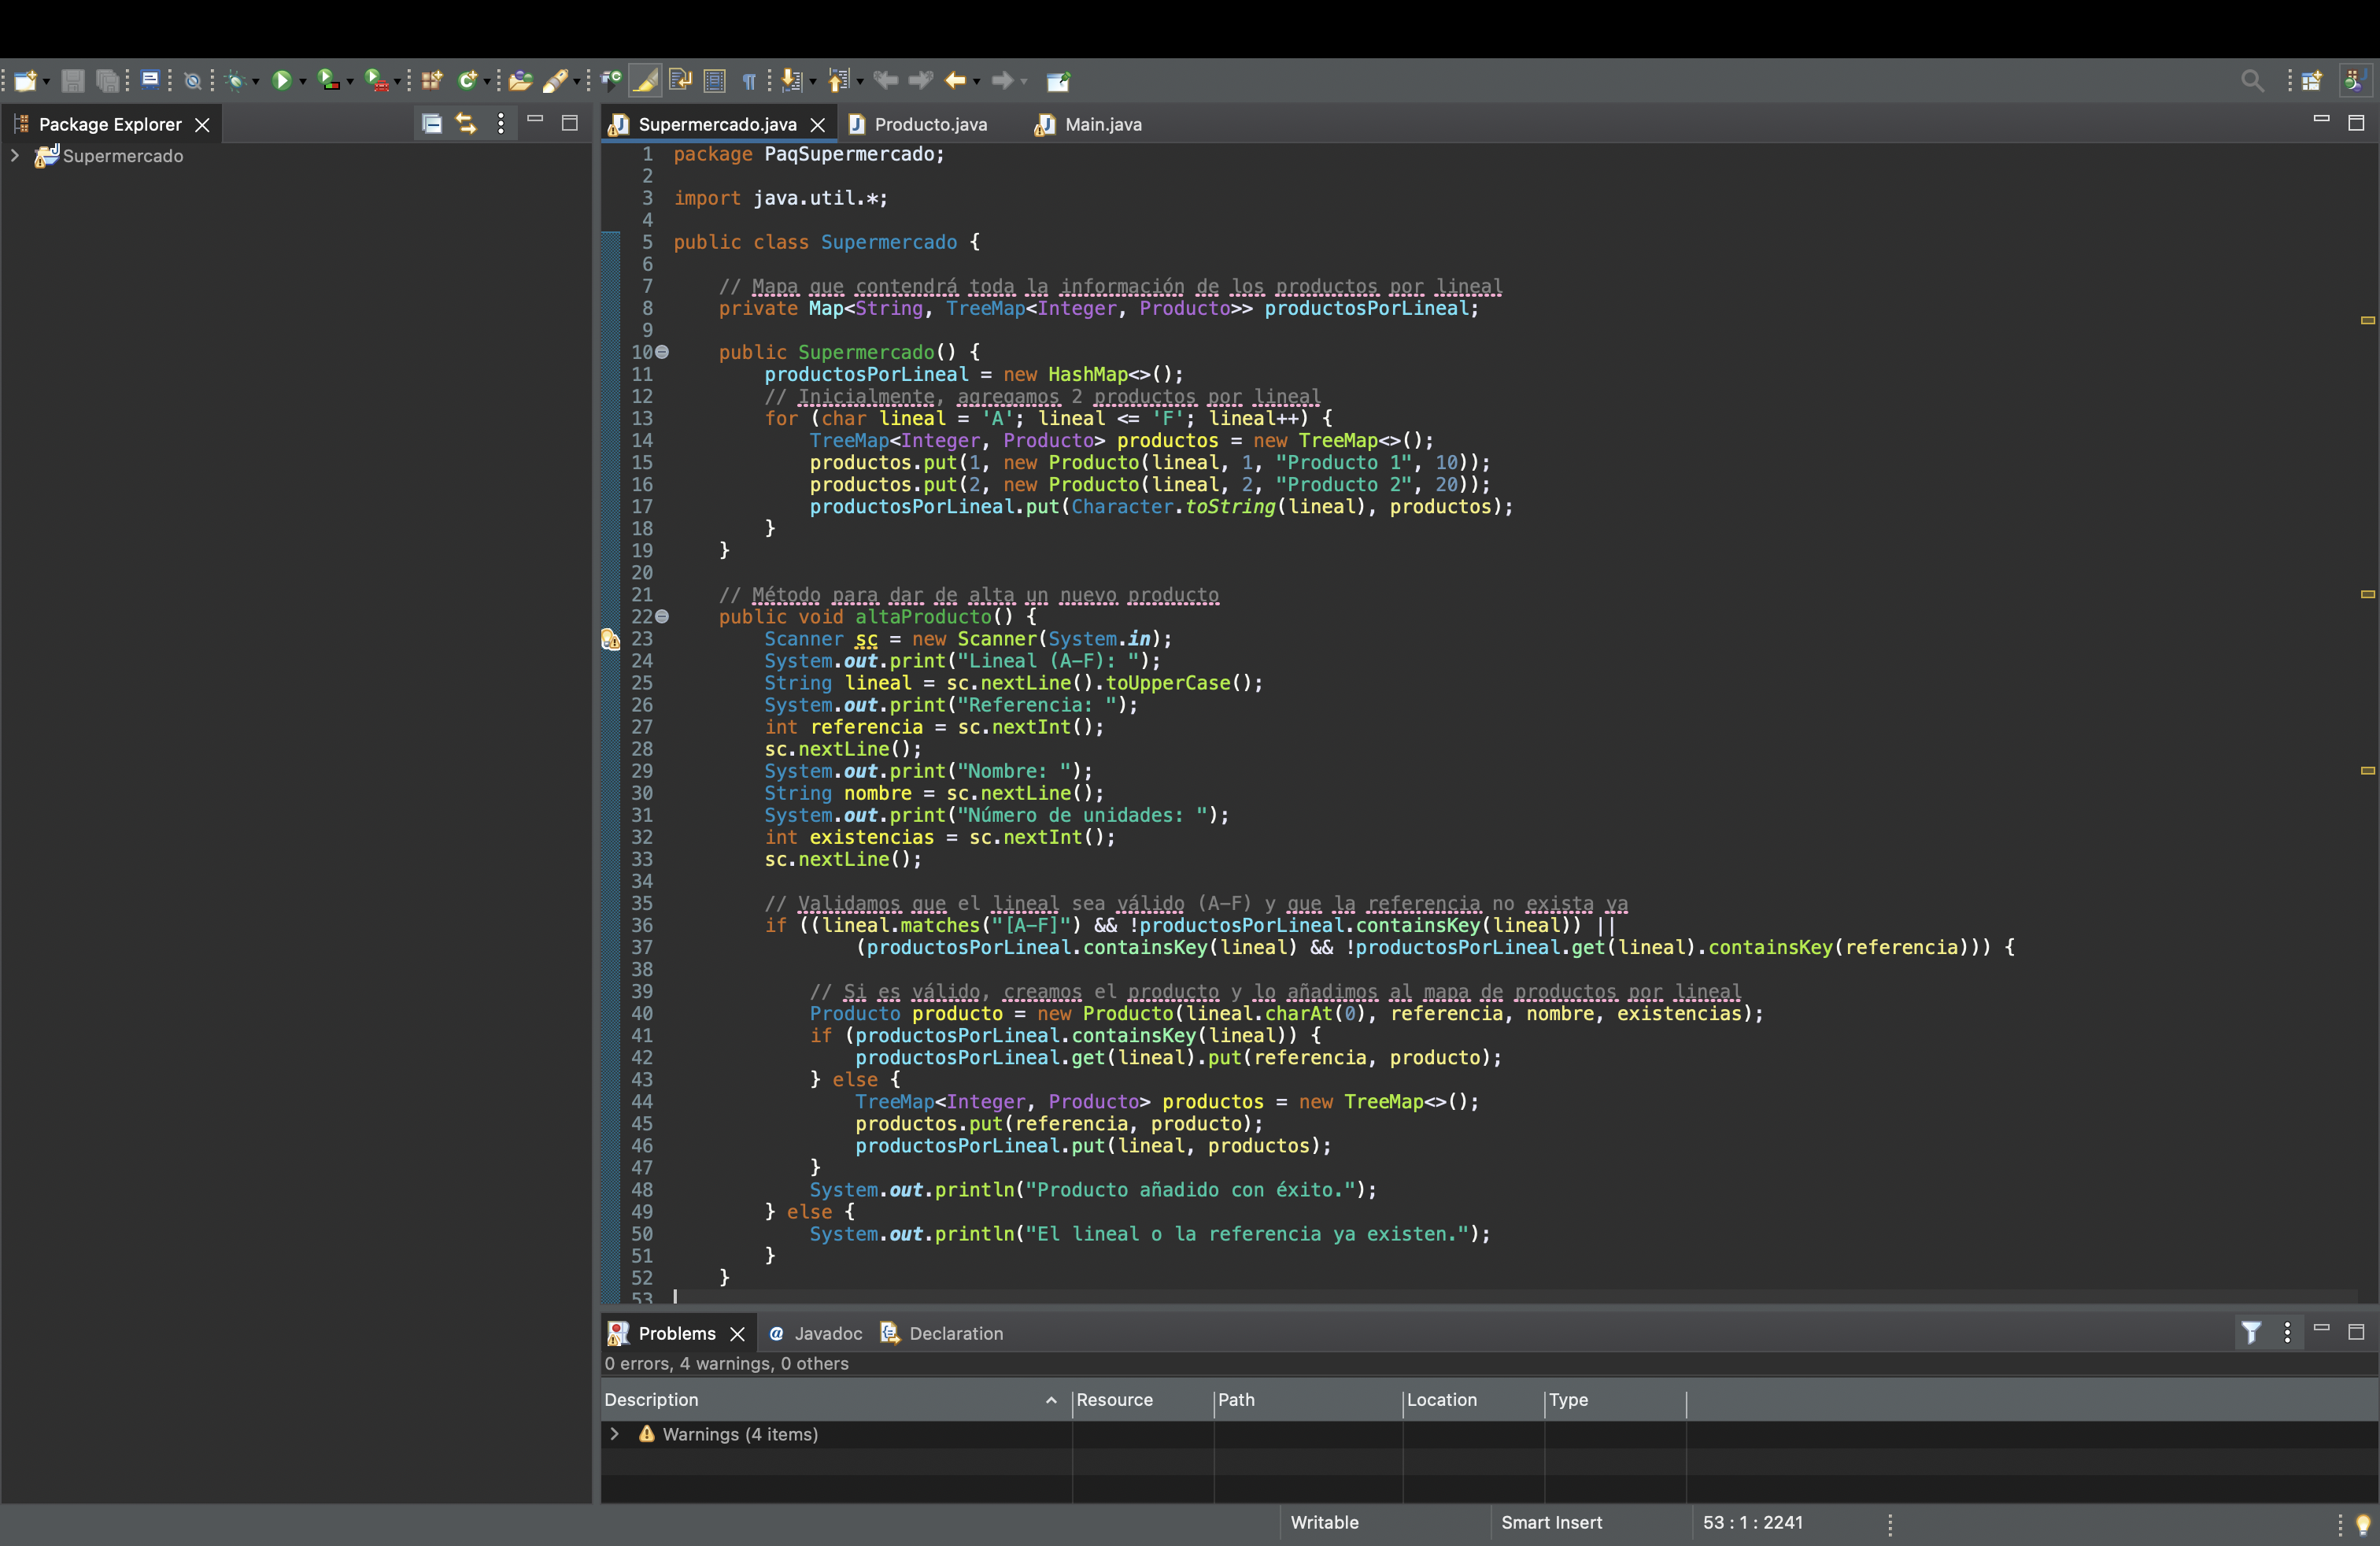 Package Explorer
Supermercado
Supermercado.java
Producto.java
Main.java
1 package PaqSupermercado;
2
3 import java.util.*;
4
5 public class Supermercado {
6
7 // Mapa que contendrá toda la información de los productos por lineal
8 private Map<String, TreeMap<Integer, Producto>> productosPorLineal;
9
10 public Supermercado() {
11 productosPorLineal = new HashMap<>();
12 // Inicialmente, agregamos 2 productos por lineal
13 for (char lineal = 'A'; lineal <= 'F'; lineal++) {
14 TreeMap<Integer, Producto> productos = new TreeMap<>();
15 productos.put(1, new Producto(lineal, 1, "Producto 1", 10));
16 productos.put(2, new Producto(lineal, 2, "Producto 2", 20));
17 productosPorLineal.put(Character.toString(lineal), productos);
18 }
19 }
20
21 // Método para dar de alta un nuevo producto
22 public void altaProducto() {
23 Scanner sc = new Scanner(System.in);
24 System.out.print("Lineal (A-F): ");
25 String lineal = sc.nextLine().toUpperCase();
26 System.out.print("Referencia: ");
27 int referencia = sc.nextInt();
28 sc.nextLine();
29 System.out.print("Nombre: ");
30 String nombre = sc.nextLine();
31 System.out.print("Número de unidades: ");
32 int existencias = sc.nextInt();
33 sc.nextLine();
34
35 // Validamos que el lineal sea válido (A-F) y que la referencia no exista ya
36 if ((lineal.matches("[A-F]") && !productosPorLineal.containsKey(lineal)) ||
37 (productosPorLineal.containsKey(lineal) && !productosPorLineal.get(lineal).containsKey(referencia))) {
38
39 // Si es válido, creamos el producto y lo añadimos al mapa de productos por lineal
40 Producto producto = new Producto(lineal.charAt(0), referencia, nombre, existencias);
41 if (productosPorLineal.containsKey(lineal)) {
42 productosPorLineal.get(lineal).put(referencia, producto);
43 } else {
44 TreeMap<Integer, Producto> productos = new TreeMap<>();
45 productos.put(referencia, producto);
46 productosPorLineal.put(lineal, productos);
47 }
48 System.out.println("Producto añadido con éxito.");
49 } else {
50 System.out.println("El lineal o la referencia ya existen.");
51 }
52 }
53
Problems
Javadoc
Declaration
0 errors, 4 warnings, 0 others
Description Resource Path Location Type
Warnings (4 items)
Writable Smart Insert 53 : 1 : 2241